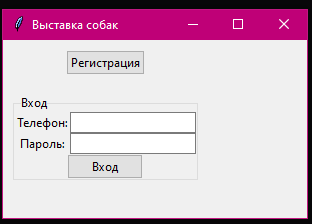 Выставка собак
Регистрация
Вход
Телефон:
Пароль:
Вход